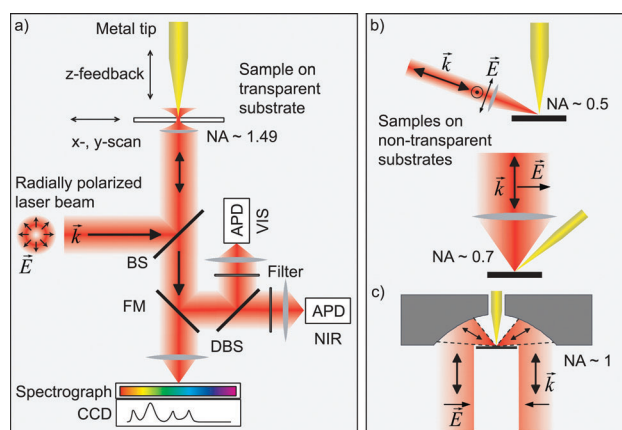 a)
Metal tip
z-feedback
Sample on
transparent
substrate
x-, y-scan
NA ~ 1.49
Radially polarized
laser beam
k
E
BS
APD
VIS
Filter
FM
DBS
APD
NIR
Spectrograph
CCD
b)
k
E
NA ~ 0.5
Samples on
non-transparent
substrates
k
E
NA ~ 0.7
c)
NA ~ 1
k
E